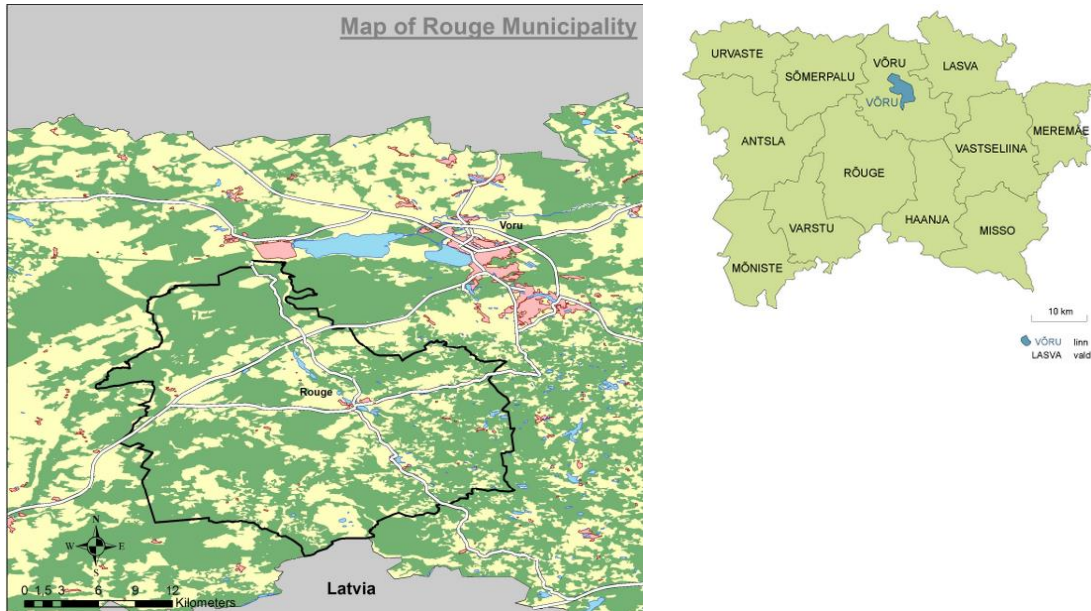 Map of Rouge Municipality
Voru
Rouge
N
W E
S
0 1,5 3 6 9 12
Kilometers
Latvia
URVASTE
SÕMERPALU
VÕRU
LASVA
VÕRU
ANTSLA
MEREMÄE
VASTSELIINA
RÕUGE
HAANJA
VARSTU
MISSO
MÕNISTE
10 km
VÕRU linn
LASVA vald